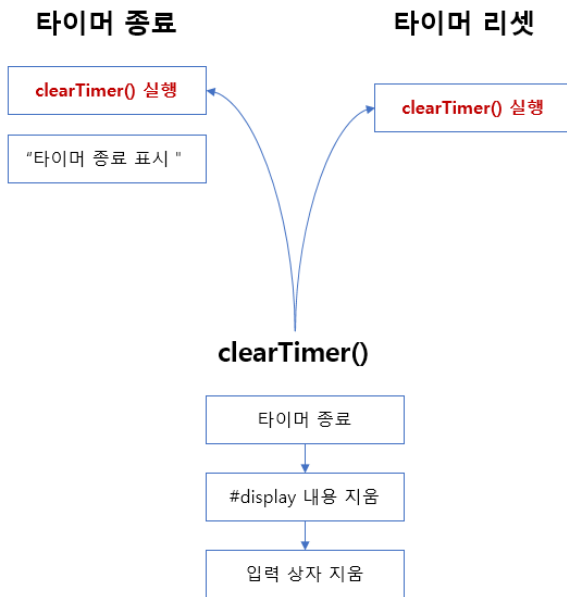 타이머 종료
타이머 리셋
clearTimer() 실행
clearTimer() 실행
“타이머 종료 표시 "
clearTimer()
타이머 종료
#display 내용 지움
입력 상자 지움